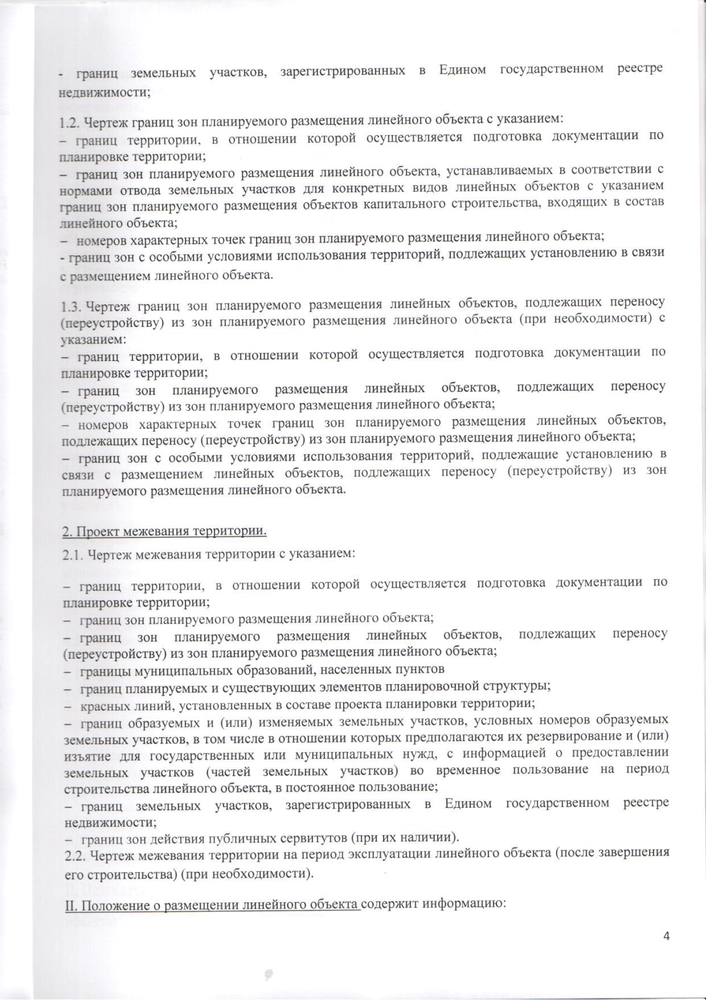 - границ земельных участков, зарегистрированных в Едином государственном реестре
недвижимости;
1.2. Чертеж границ зон планируемого размещения линейного объекта с указанием:
– границ территории, в отношении которой осуществляется подготовка документации по
планировке территории;
– границ зон планируемого размещения линейного объекта, устанавливаемых в соответствии с
нормами отвода земельных участков для конкретных видов линейных объектов с указанием
границ зон планируемого размещения объектов капитального строительства, входящих в состав
линейного объекта;
– номеров характерных точек границ зон планируемого размещения линейного объекта;
- границ зон с особыми условиями использования территорий, подлежащих установлению в связи
с размещением линейного объекта.
1.3. Чертеж границ зон планируемого размещения линейных объектов, подлежащих переносу
(переустройству) из зон планируемого размещения линейного объекта (при необходимости) с
указанием:
– границ территории, в отношении которой осуществляется подготовка документации по
планировке территории;
– границ зон планируемого размещения линейных объектов, подлежащих переносу
(переустройству) из зон планируемого размещения линейного объекта;
– номеров характерных точек границ зон планируемого размещения линейных объектов,
подлежащих переносу (переустройству) из зон планируемого размещения линейного объекта;
– границ зон с особыми условиями использования территорий, подлежащие установлению в
связи с размещением линейных объектов, подлежащих переносу (переустройству) из зон
планируемого размещения линейного объекта.
2. Проект межевания территории.
2.1. Чертеж межевания территории с указанием:
– границ территории, в отношении которой осуществляется подготовка документации по
планировке территории;
– границ зон планируемого размещения линейного объекта;
– границ зон планируемого размещения линейных объектов, подлежащих переносу
(переустройству) из зон планируемого размещения линейного объекта;
– границы муниципальных образований, населенных пунктов
– границ планируемых и существующих элементов планировочной структуры;
– красных линий, установленных в составе проекта планировки территории;
– границ образуемых и (или) изменяемых земельных участков, условных номеров образуемых
земельных участков, в том числе в отношении которых предполагаются их резервирование и (или)
изъятие для государственных или муниципальных нужд, с информацией о предоставлении
земельных участков (частей земельных участков) во временное пользование на период
строительства линейного объекта, в постоянное пользование;
– границ земельных участков, зарегистрированных в Едином государственном реестре
недвижимости;
– границ зон действия публичных сервитутов (при их наличии).
2.2. Чертеж межевания территории на период эксплуатации линейного объекта (после завершения
его строительства) (при необходимости).
II. Положение о размещении линейного объекта содержит информацию:
4